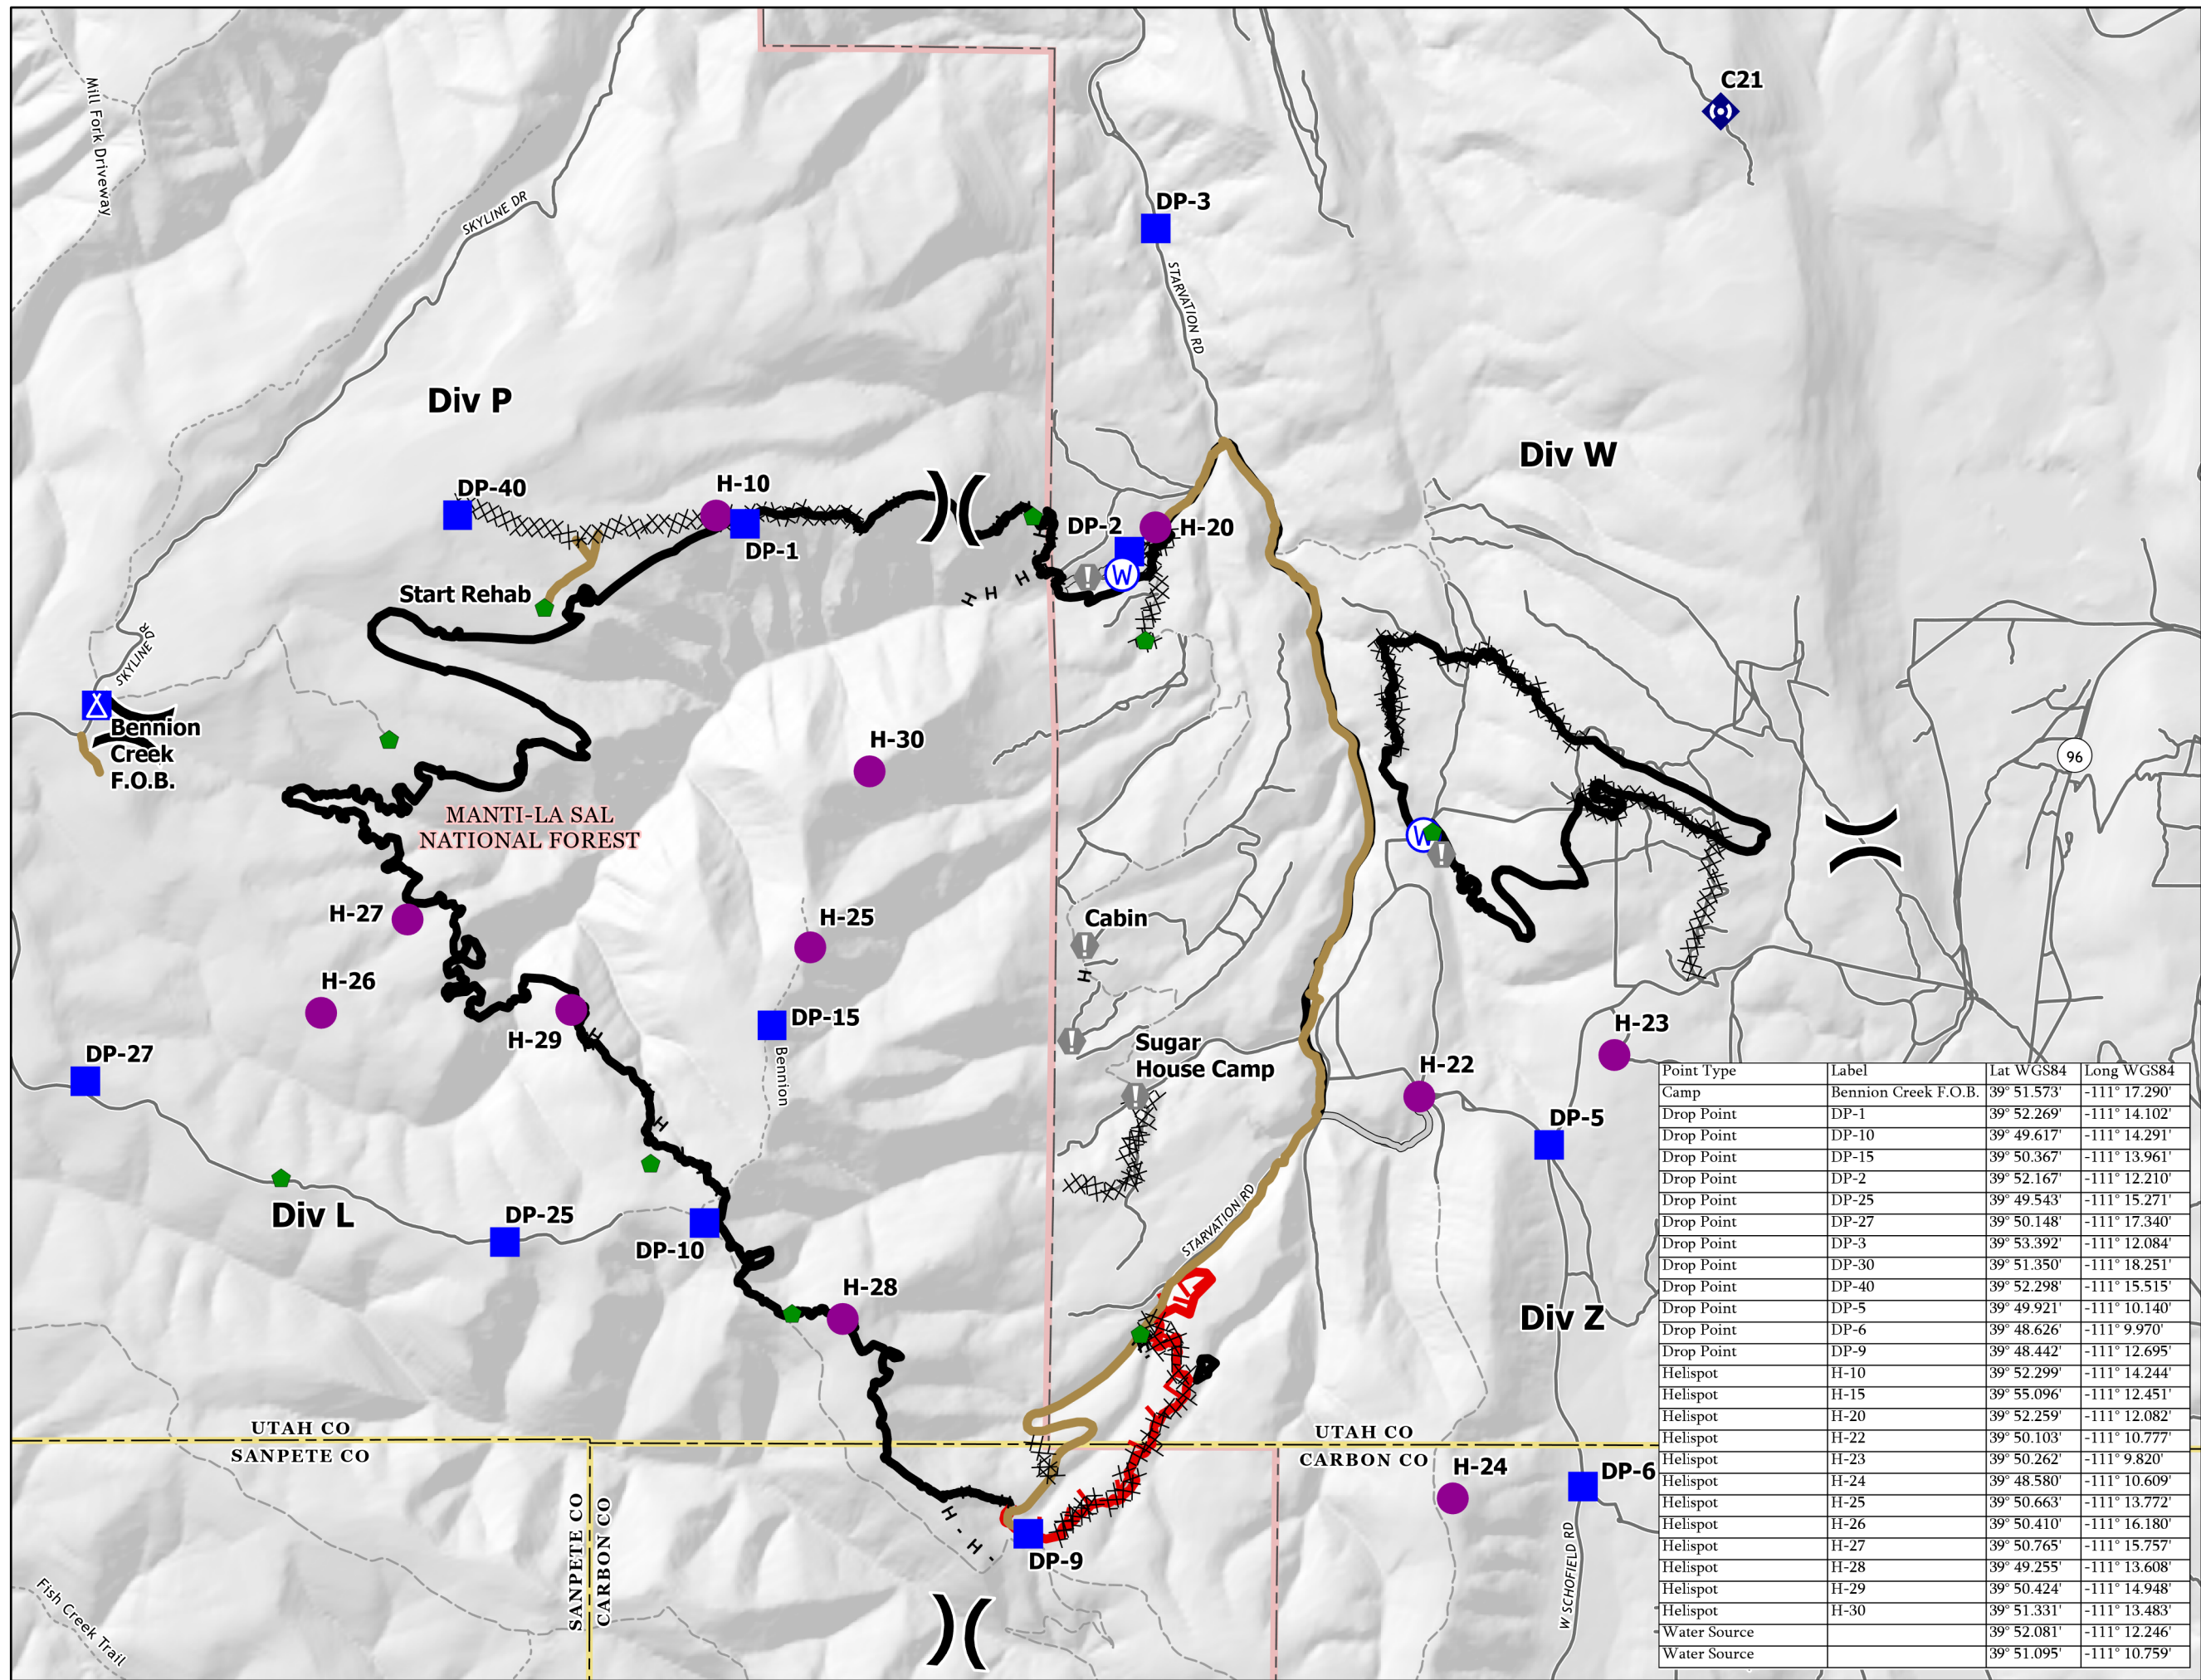 C21
Mill Fork Driveway
SKYLINE DR
DP-3
STARVATION RD
Div P
Div W
DP-40
H-10
DP-1
DP-2
H-20
W
!
H
H
H
H
Start Rehab
SKYLINE DR
Bennion
Creek
F.O.B.
H-30
96
MANTI-LA SAL
NATIONAL FOREST
W
!
H-27
H-25
Cabin
!
H
H-26
H-29
H
DP-15
Bennion
!
Sugar
House Camp
!
H-23
H-22
DP-27
DP-5
H
Div L
DP-25
DP-10
STARVATION RD
H-28
Div Z
UTAH CO
SANPETE CO
UTAH CO
CARBON CO
SANPETE CO
CARBON CO
H-24
DP-6
H - H -
DP-9
W SCHOFIELD RD
Fish Creek Trail
Point Type Label Lat WGS84 Long WGS84
Camp Bennion Creek F.O.B. 39° 51.573' -111° 17.290'
Drop Point DP-1 39° 52.269' -111° 14.102'
Drop Point DP-10 39° 49.617' -111° 14.291'
Drop Point DP-15 39° 50.367' -111° 13.961'
Drop Point DP-2 39° 52.167' -111° 12.210'
Drop Point DP-25 39° 49.543' -111° 15.271'
Drop Point DP-27 39° 50.148' -111° 17.340'
Drop Point DP-3 39° 53.392' -111° 12.084'
Drop Point DP-30 39° 51.350' -111° 18.251'
Drop Point DP-40 39° 52.298' -111° 15.515'
Drop Point DP-5 39° 49.921' -111° 10.140'
Drop Point DP-6 39° 48.626' -111° 9.970'
Drop Point DP-9 39° 48.442' -111° 12.695'
Helispot H-10 39° 52.299' -111° 14.244'
Helispot H-15 39° 55.096' -111° 12.451'
Helispot H-20 39° 52.259' -111° 12.082'
Helispot H-22 39° 50.103' -111° 10.777'
Helispot H-23 39° 50.262' -111° 9.820'
Helispot H-24 39° 48.580' -111° 10.609'
Helispot H-25 39° 50.663' -111° 13.772'
Helispot H-26 39° 50.410' -111° 16.180'
Helispot H-27 39° 50.765' -111° 15.757'
Helispot H-28 39° 49.255' -111° 13.608'
Helispot H-29 39° 50.424' -111° 14.948'
Helispot H-30 39° 51.331' -111° 13.483'
Water Source 39° 52.081' -111° 12.246'
Water Source 39° 51.095' -111° 10.759'